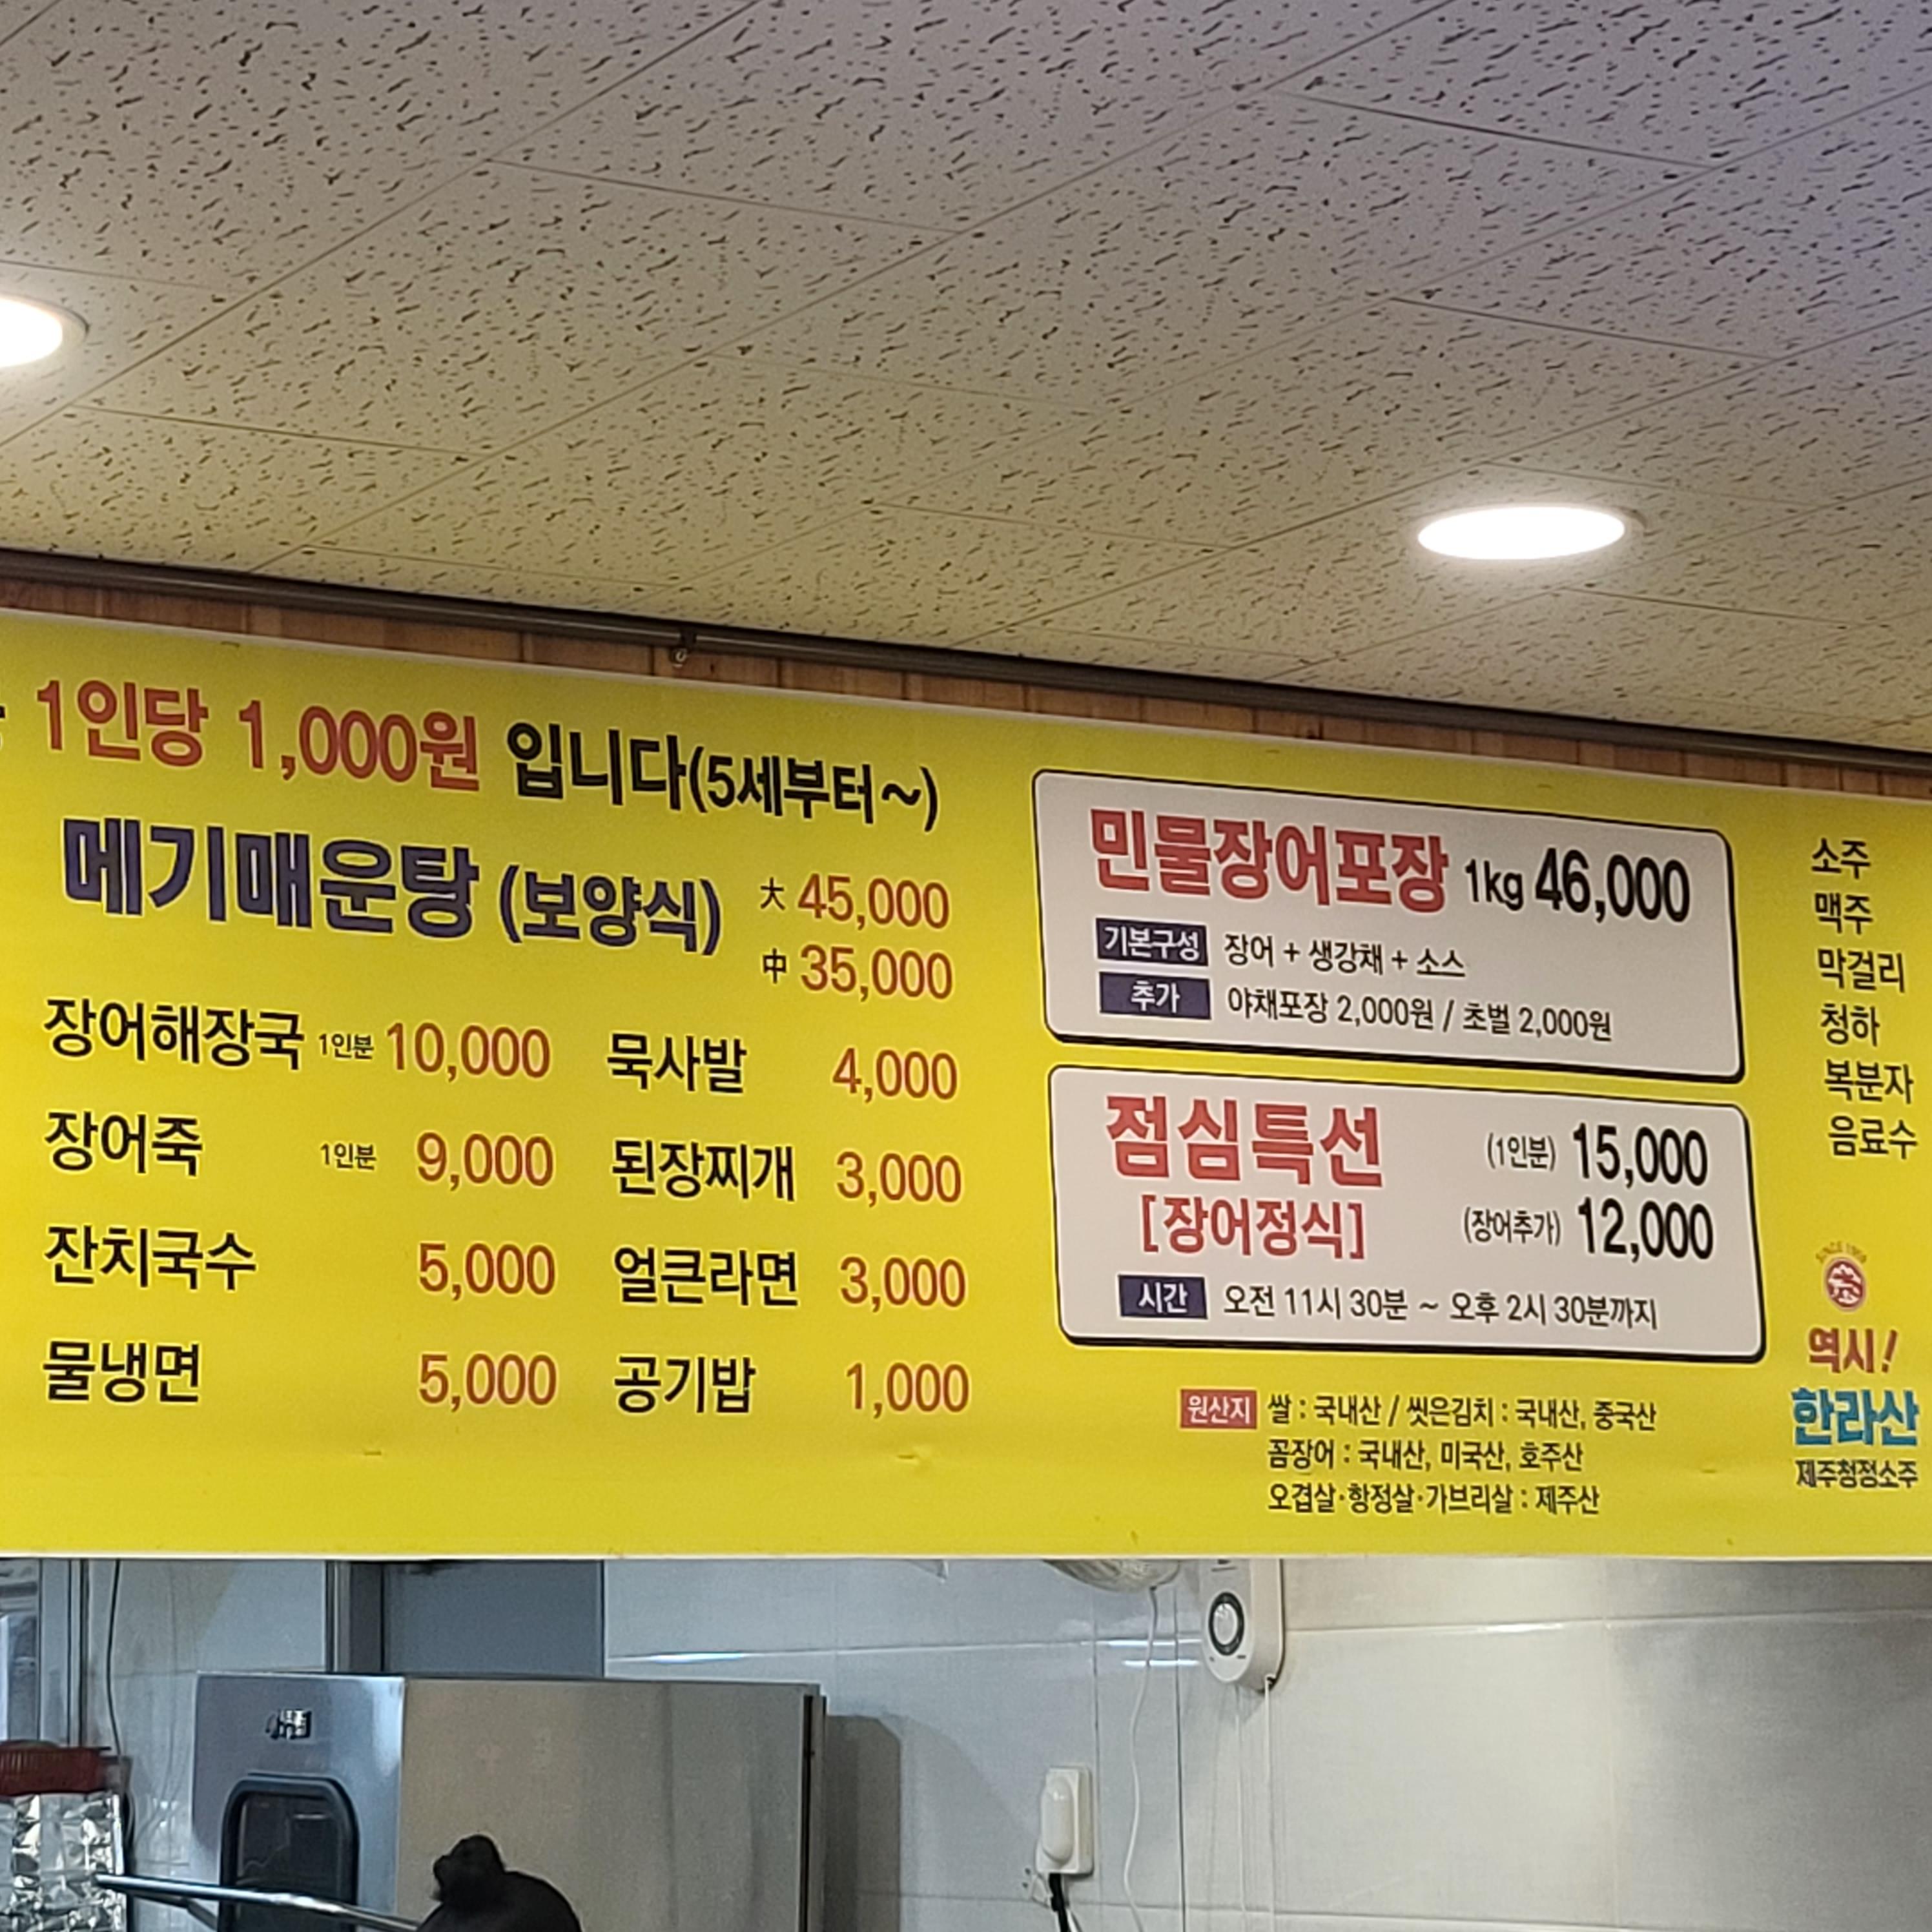 1인당 1,000원 입니다(5세부터~)
메기매운탕 (보양식) 大 45,000
中 35,000
장어해장국 1인분 10,000
장어죽 1인분 9,000
잔치국수 5,000
물냉면 5,000
묵사발 4,000
된장찌개 3,000
얼큰라면 3,000
공기밥 1,000
민물장어포장 1kg 46,000
기본구성 장어 + 생강채 + 소스
추가 야채포장 2,000원 / 초벌 2,000원
점심특선 (1인분) 15,000
[장어정식] (장어추가) 12,000
시간 오전 11시 30분 ~ 오후 2시 30분까지
원산지 쌀 : 국내산 / 씻은김치 : 국내산, 중국산
꼼장어 : 국내산, 미국산, 호주산
오겹살·항정살·가브리살 : 제주산
소주
맥주
막걸리
청하
복분자
음료수
SINCE 1950
역시!
한라산
제주청정소주